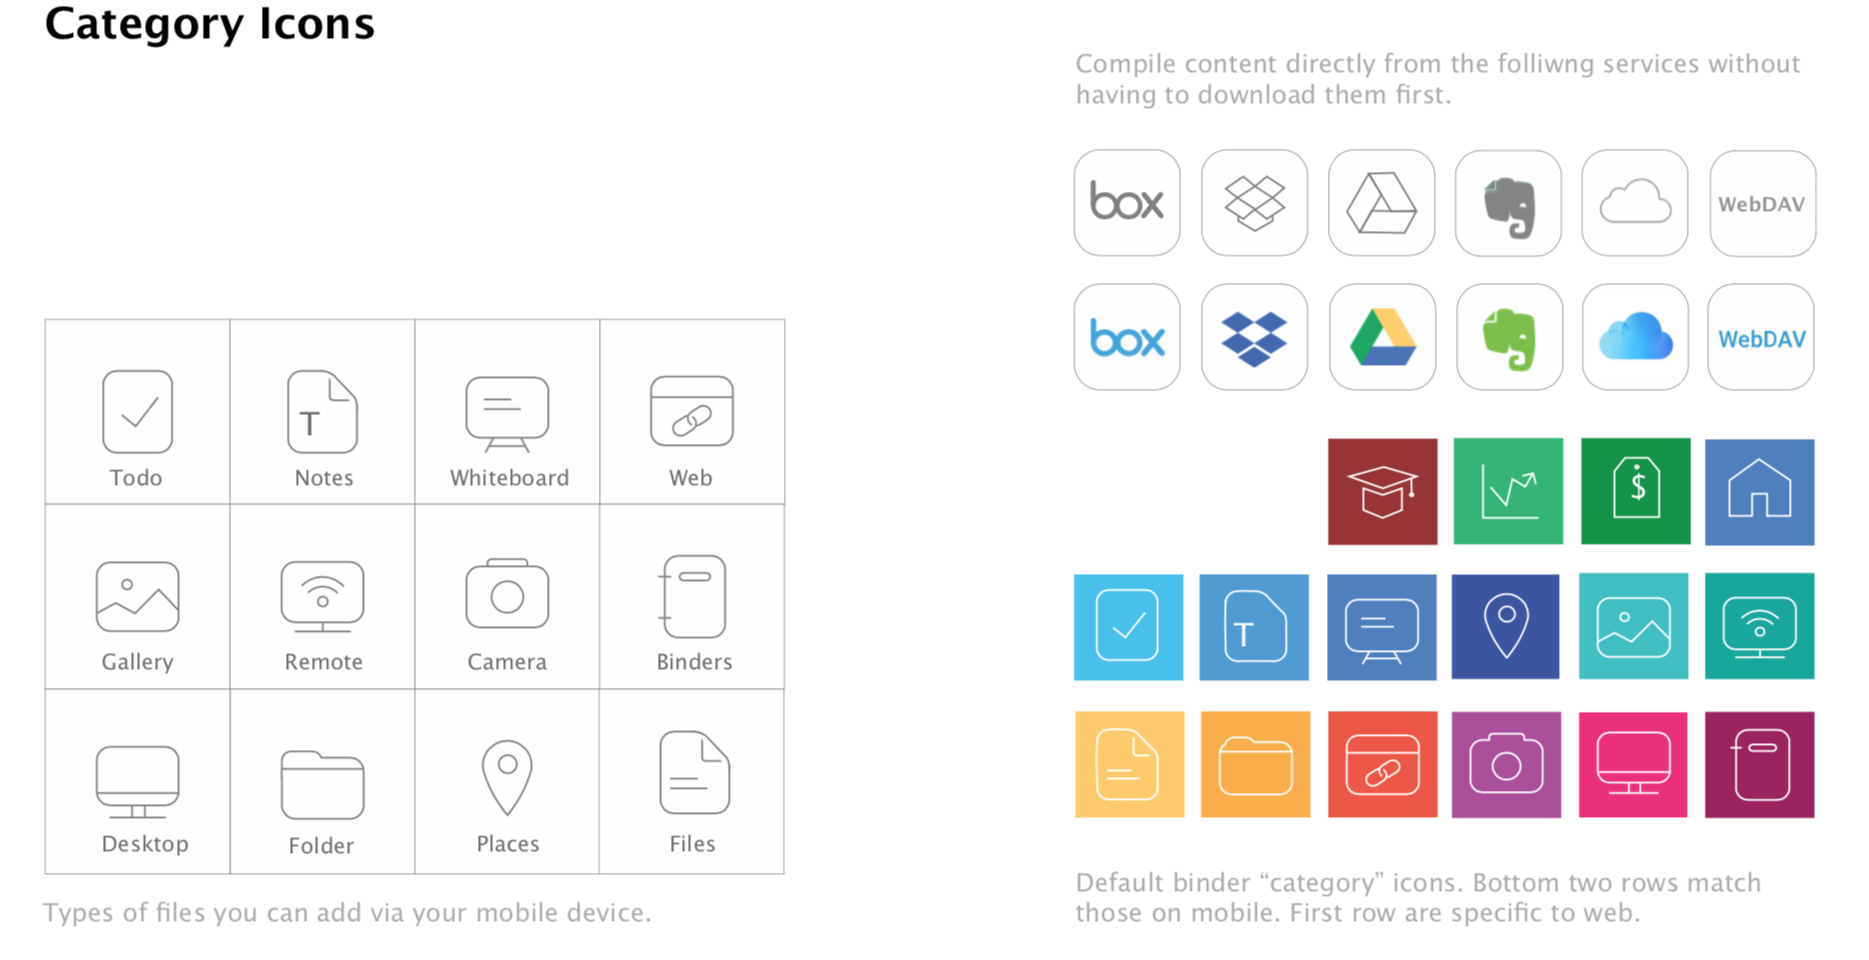 Category Icons
Compile content directly from the folliwng services without
having to download them first.
box
WebDAV
box
WebDAV
T
Todo
Notes
Whiteboard
Web
Gallery
Remote
Camera
Binders
Desktop
Folder
Places
Files
Types of files you can add via your mobile device.
$
T
Default binder “category” icons. Bottom two rows match
those on mobile. First row are specific to web.